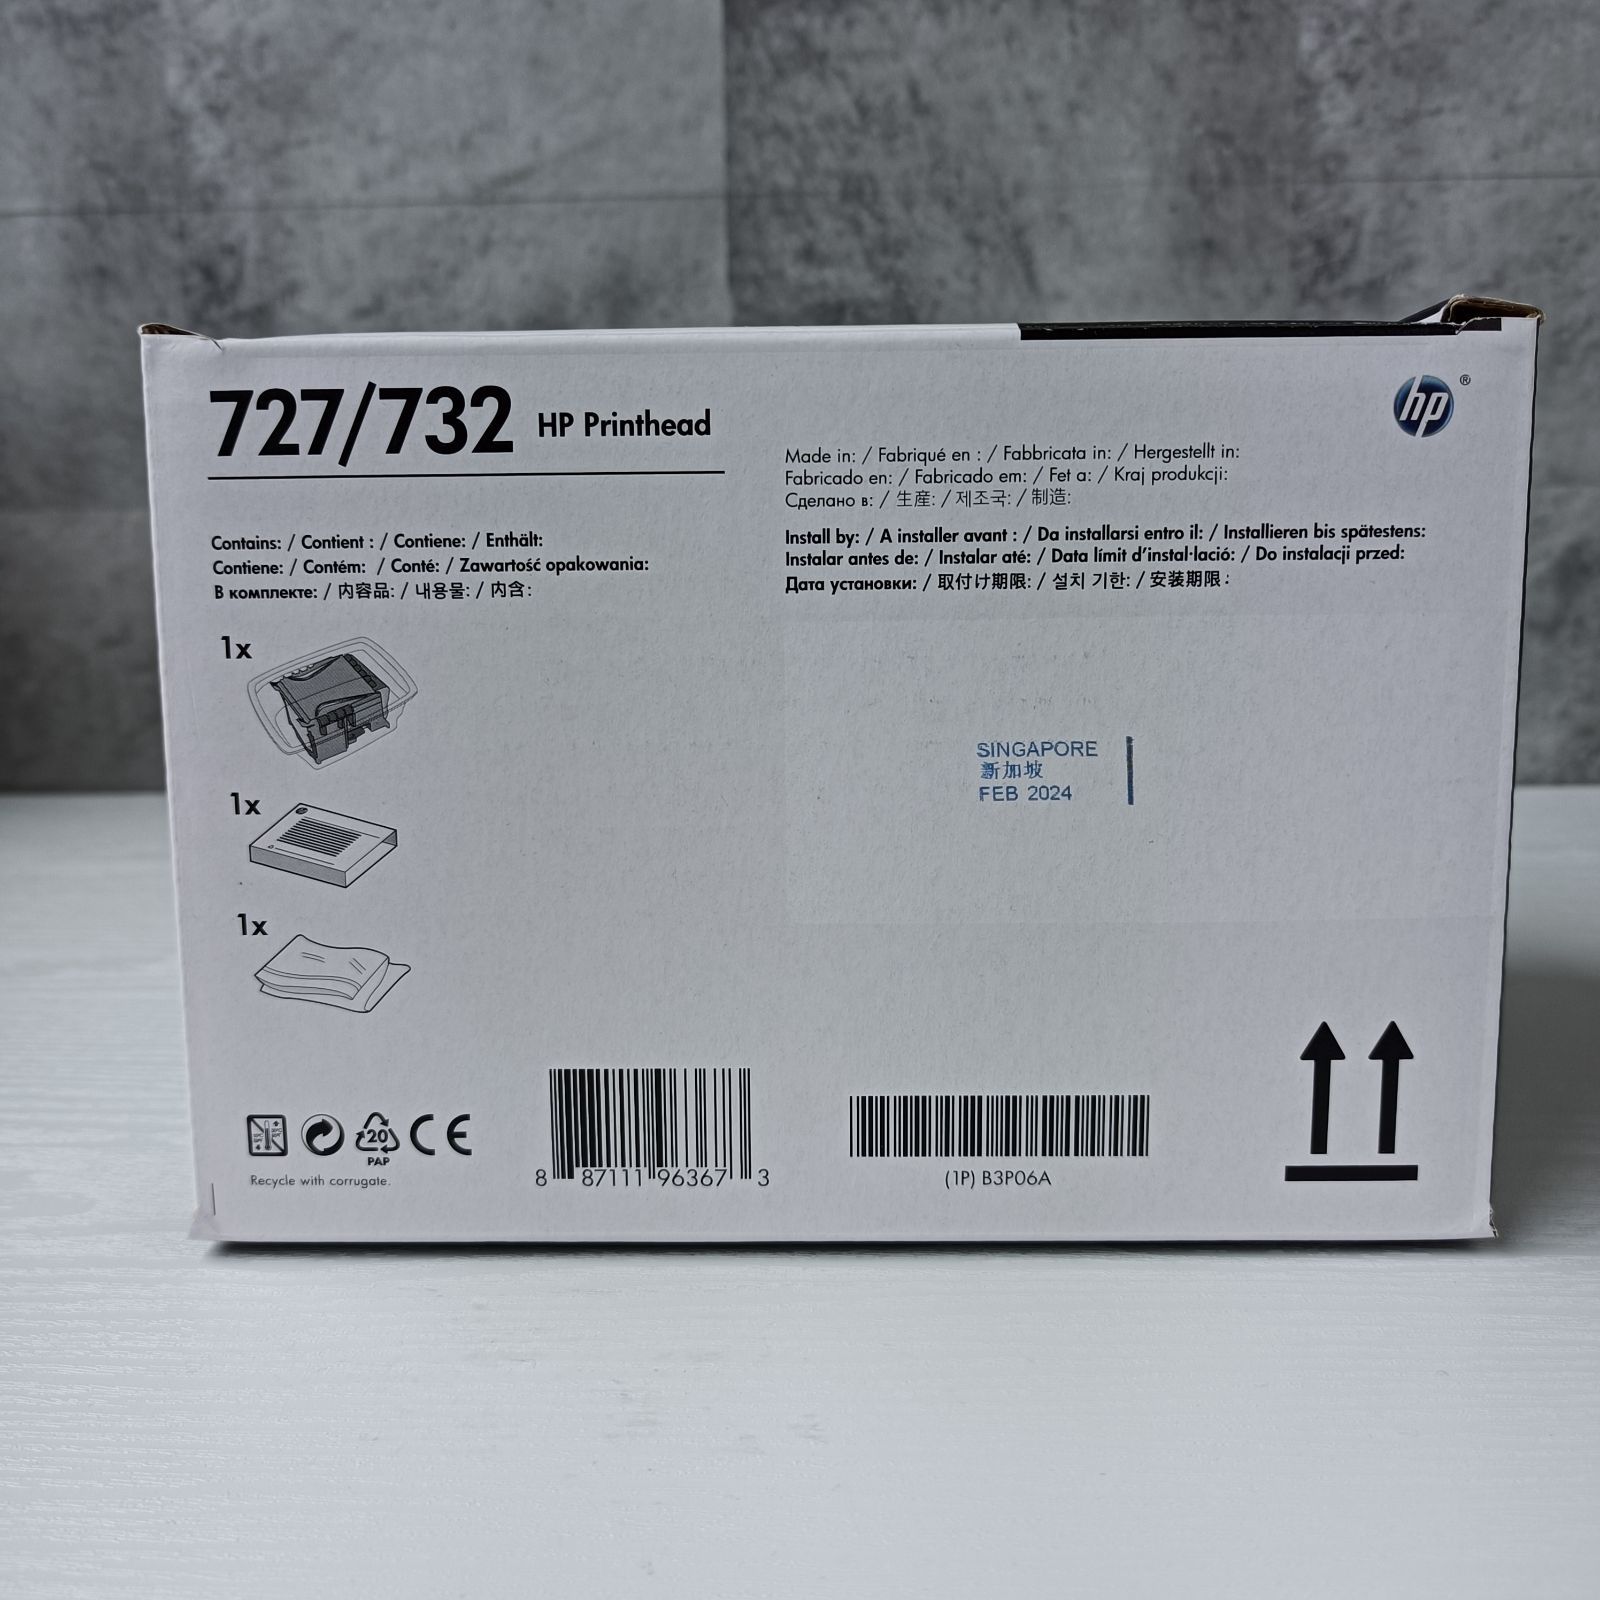 727/732 HP Printhead
hp ®
Made in: / Fabriqué en : / Fabbricata in: / Hergestellt in:
Fabricado en: / Fabricado em: / Fet a: / Kraj produkcji:
Сделано в: / 生産: / 제조국: / 制造:
Contains: / Contient : / Contiene: / Enthält:
Contiene: / Contém: / Conté: / Zawartość opakowania:
В комплекте: / 内容品: / 내용물: / 内含:
Install by: / A installer avant : / Da installarsi entro il: / Installieren bis spätestens:
Instalar antes de: / Instalar até: / Data límit d'instal·lació: / Do instalacji przed:
Дата установки: / 取付け期限: / 설치 기한: / 安装期限:
1x
1x
1x
SINGAPORE
新加坡
FEB 2024
20
PAP
CE
Recycle with corrugate.
8 87111 96367 3
(1P) B3P06A